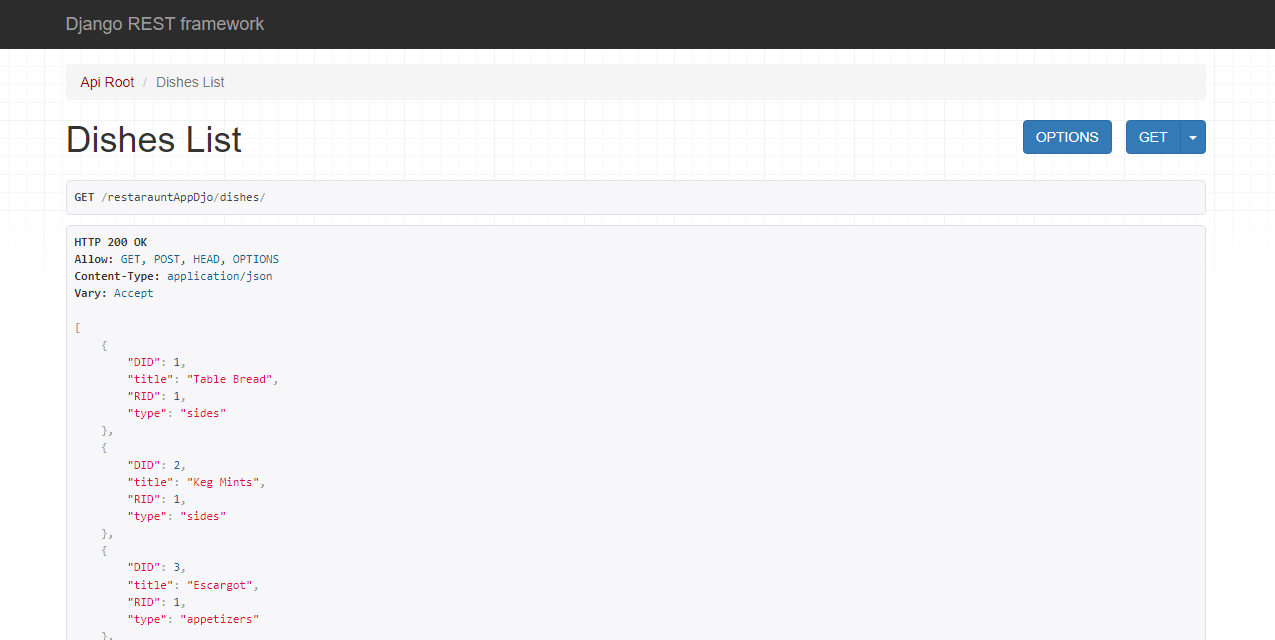 Django REST framework
Api Root / Dishes List
Dishes List
OPTIONS
GET
GET /restarauntAppDjo/dishes/
HTTP 200 OK
Allow: GET, POST, HEAD, OPTIONS
Content-Type: application/json
Vary: Accept
[
    {
        "DID": 1,
        "title": "Table Bread",
        "RID": 1,
        "type": "sides"
    },
    {
        "DID": 2,
        "title": "Keg Mints",
        "RID": 1,
        "type": "sides"
    },
    {
        "DID": 3,
        "title": "Escargot",
        "RID": 1,
        "type": "appetizers"
    },